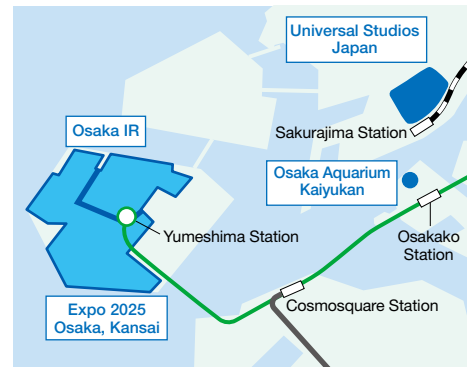 Universal Studios
Japan
Osaka IR
Sakurajima Station
Osaka Aquarium
Kaiyukan
Yumeshima Station
Osakako
Station
Expo 2025
Osaka, Kansai
Cosmosquare Station